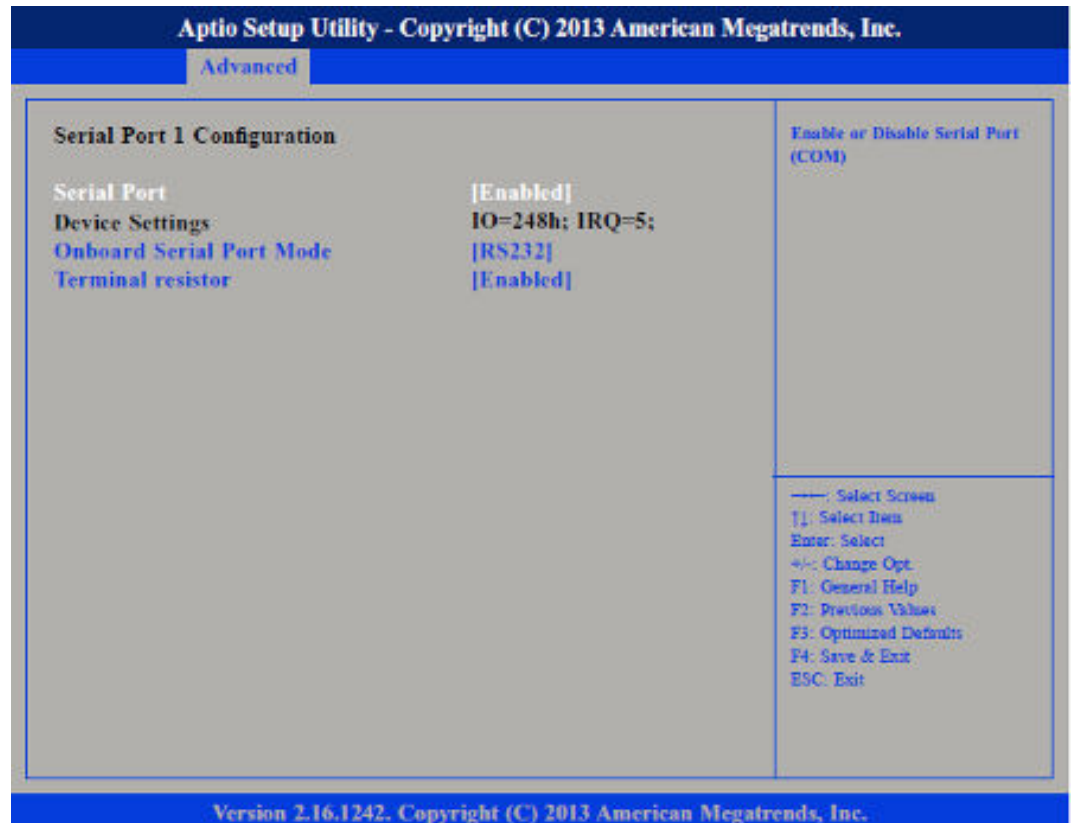 Aptio Setup Utility - Copyright (C) 2013 American Megatrends, Inc.
Advanced
Serial Port 1 Configuration
Serial Port [Enabled]
Device Settings IO=248h; IRQ=5;
Onboard Serial Port Mode [RS232]
Terminal resistor [Enabled]
Enable or Disable Serial Port
(COM)
→←: Select Screen
↑↓: Select Item
Enter: Select
+/-: Change Opt.
F1: General Help
F2: Previous Values
F3: Optimized Defaults
F4: Save & Exit
ESC: Exit
Version 2.16.1242. Copyright (C) 2013 American Megatrends, Inc.